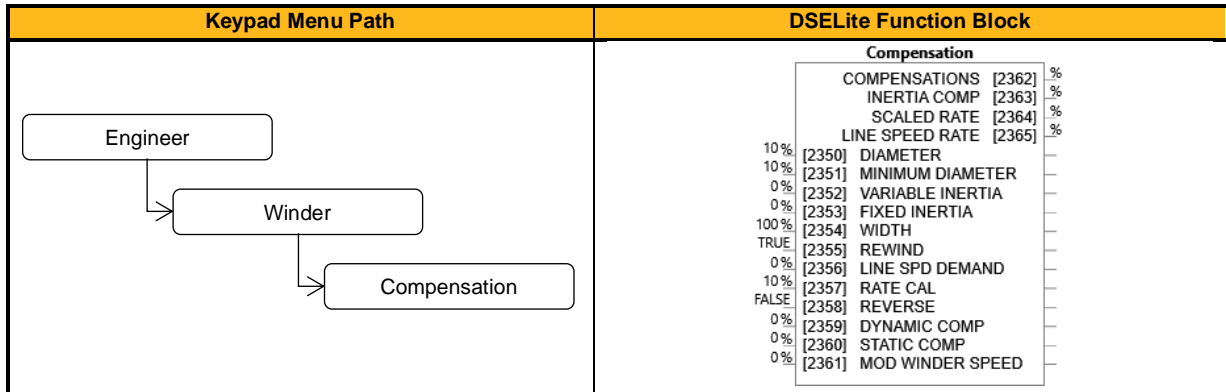 Keypad Menu Path
DSELite Function Block
Engineer
Winder
Compensation
Compensation
COMPENSATIONS [2362] %
INERTIA COMP [2363] %
SCALED RATE [2364] %
LINE SPEED RATE [2365] %
10% [2350] DIAMETER
10% [2351] MINIMUM DIAMETER
0% [2352] VARIABLE INERTIA
0% [2353] FIXED INERTIA
100% [2354] WIDTH
TRUE [2355] REWIND
0% [2356] LINE SPD DEMAND
10% [2357] RATE CAL
FALSE [2358] REVERSE
0% [2359] DYNAMIC COMP
0% [2360] STATIC COMP
0% [2361] MOD WINDER SPEED